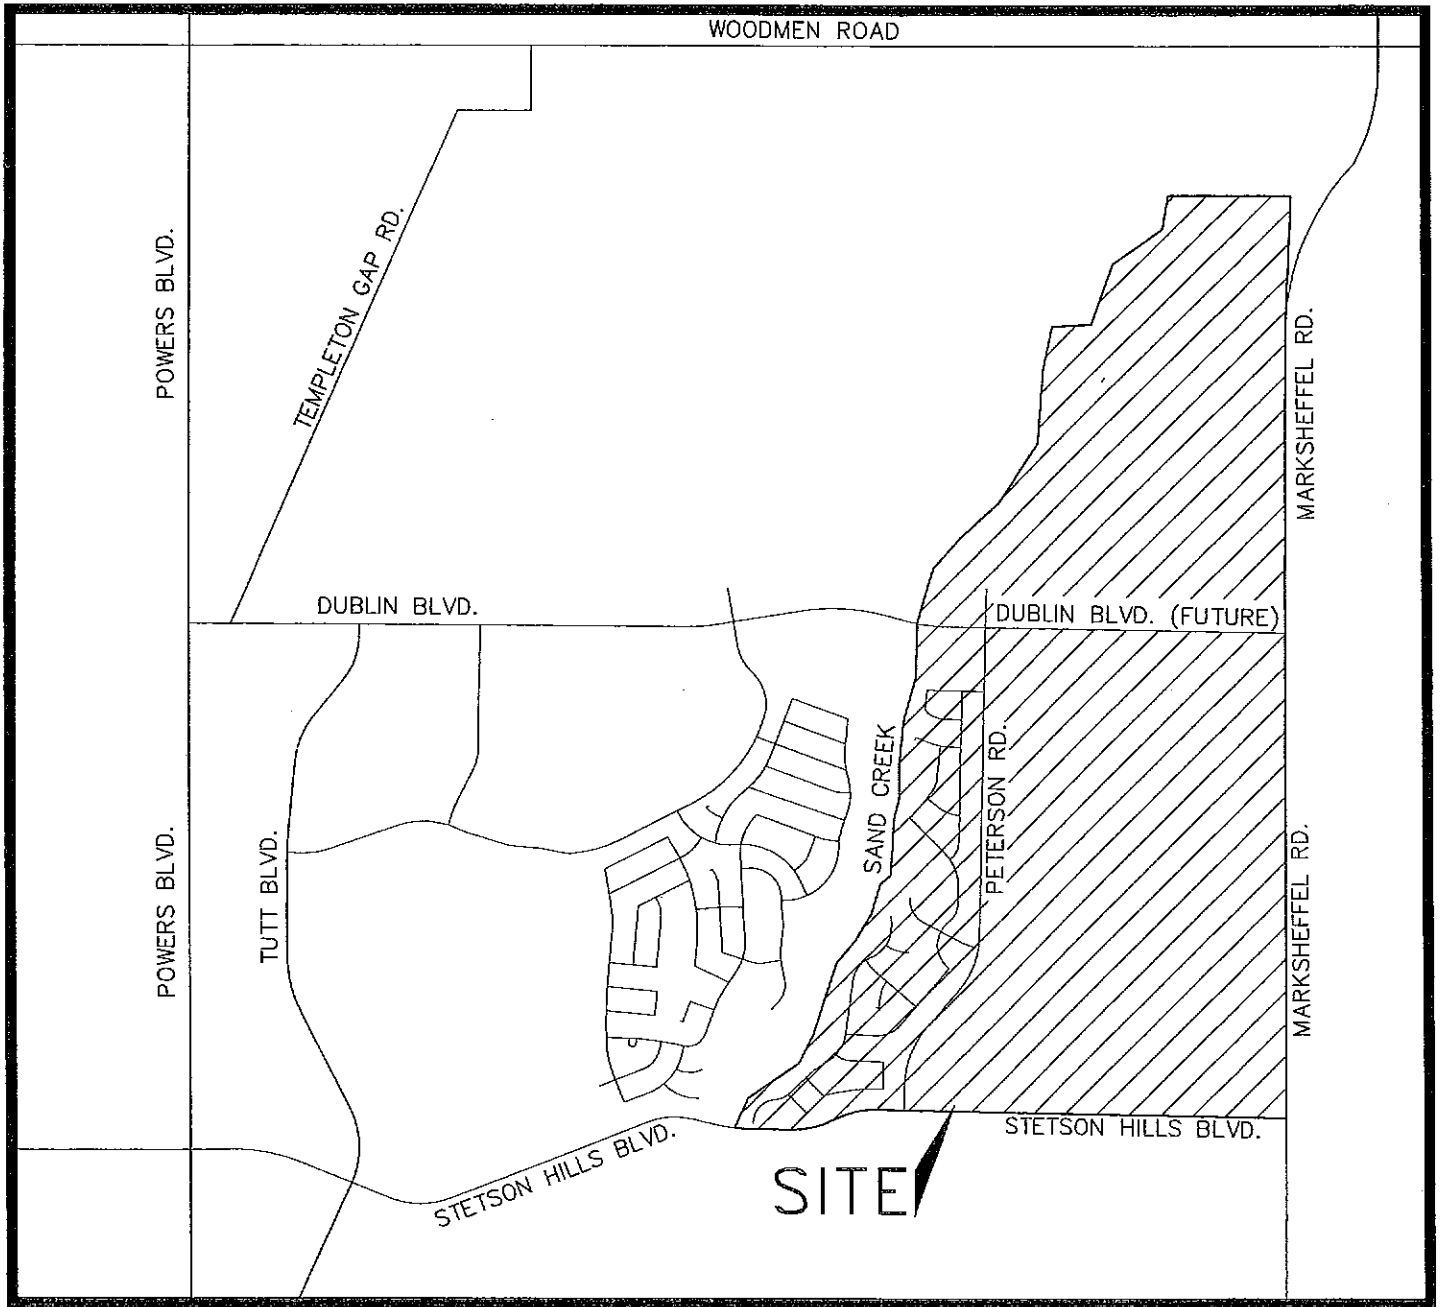 WOODMEN ROAD
POWERS BLVD.
TEMPLETON GAP RD.
MARKSHEFFEL RD.
DUBLIN BLVD.
DUBLIN BLVD. (FUTURE)
SAND CREEK
PETERSON RD.
POWERS BLVD.
TUTT BLVD.
MARKSHEFFEL RD.
STETSON HILLS BLVD.
STETSON HILLS BLVD.
SITE